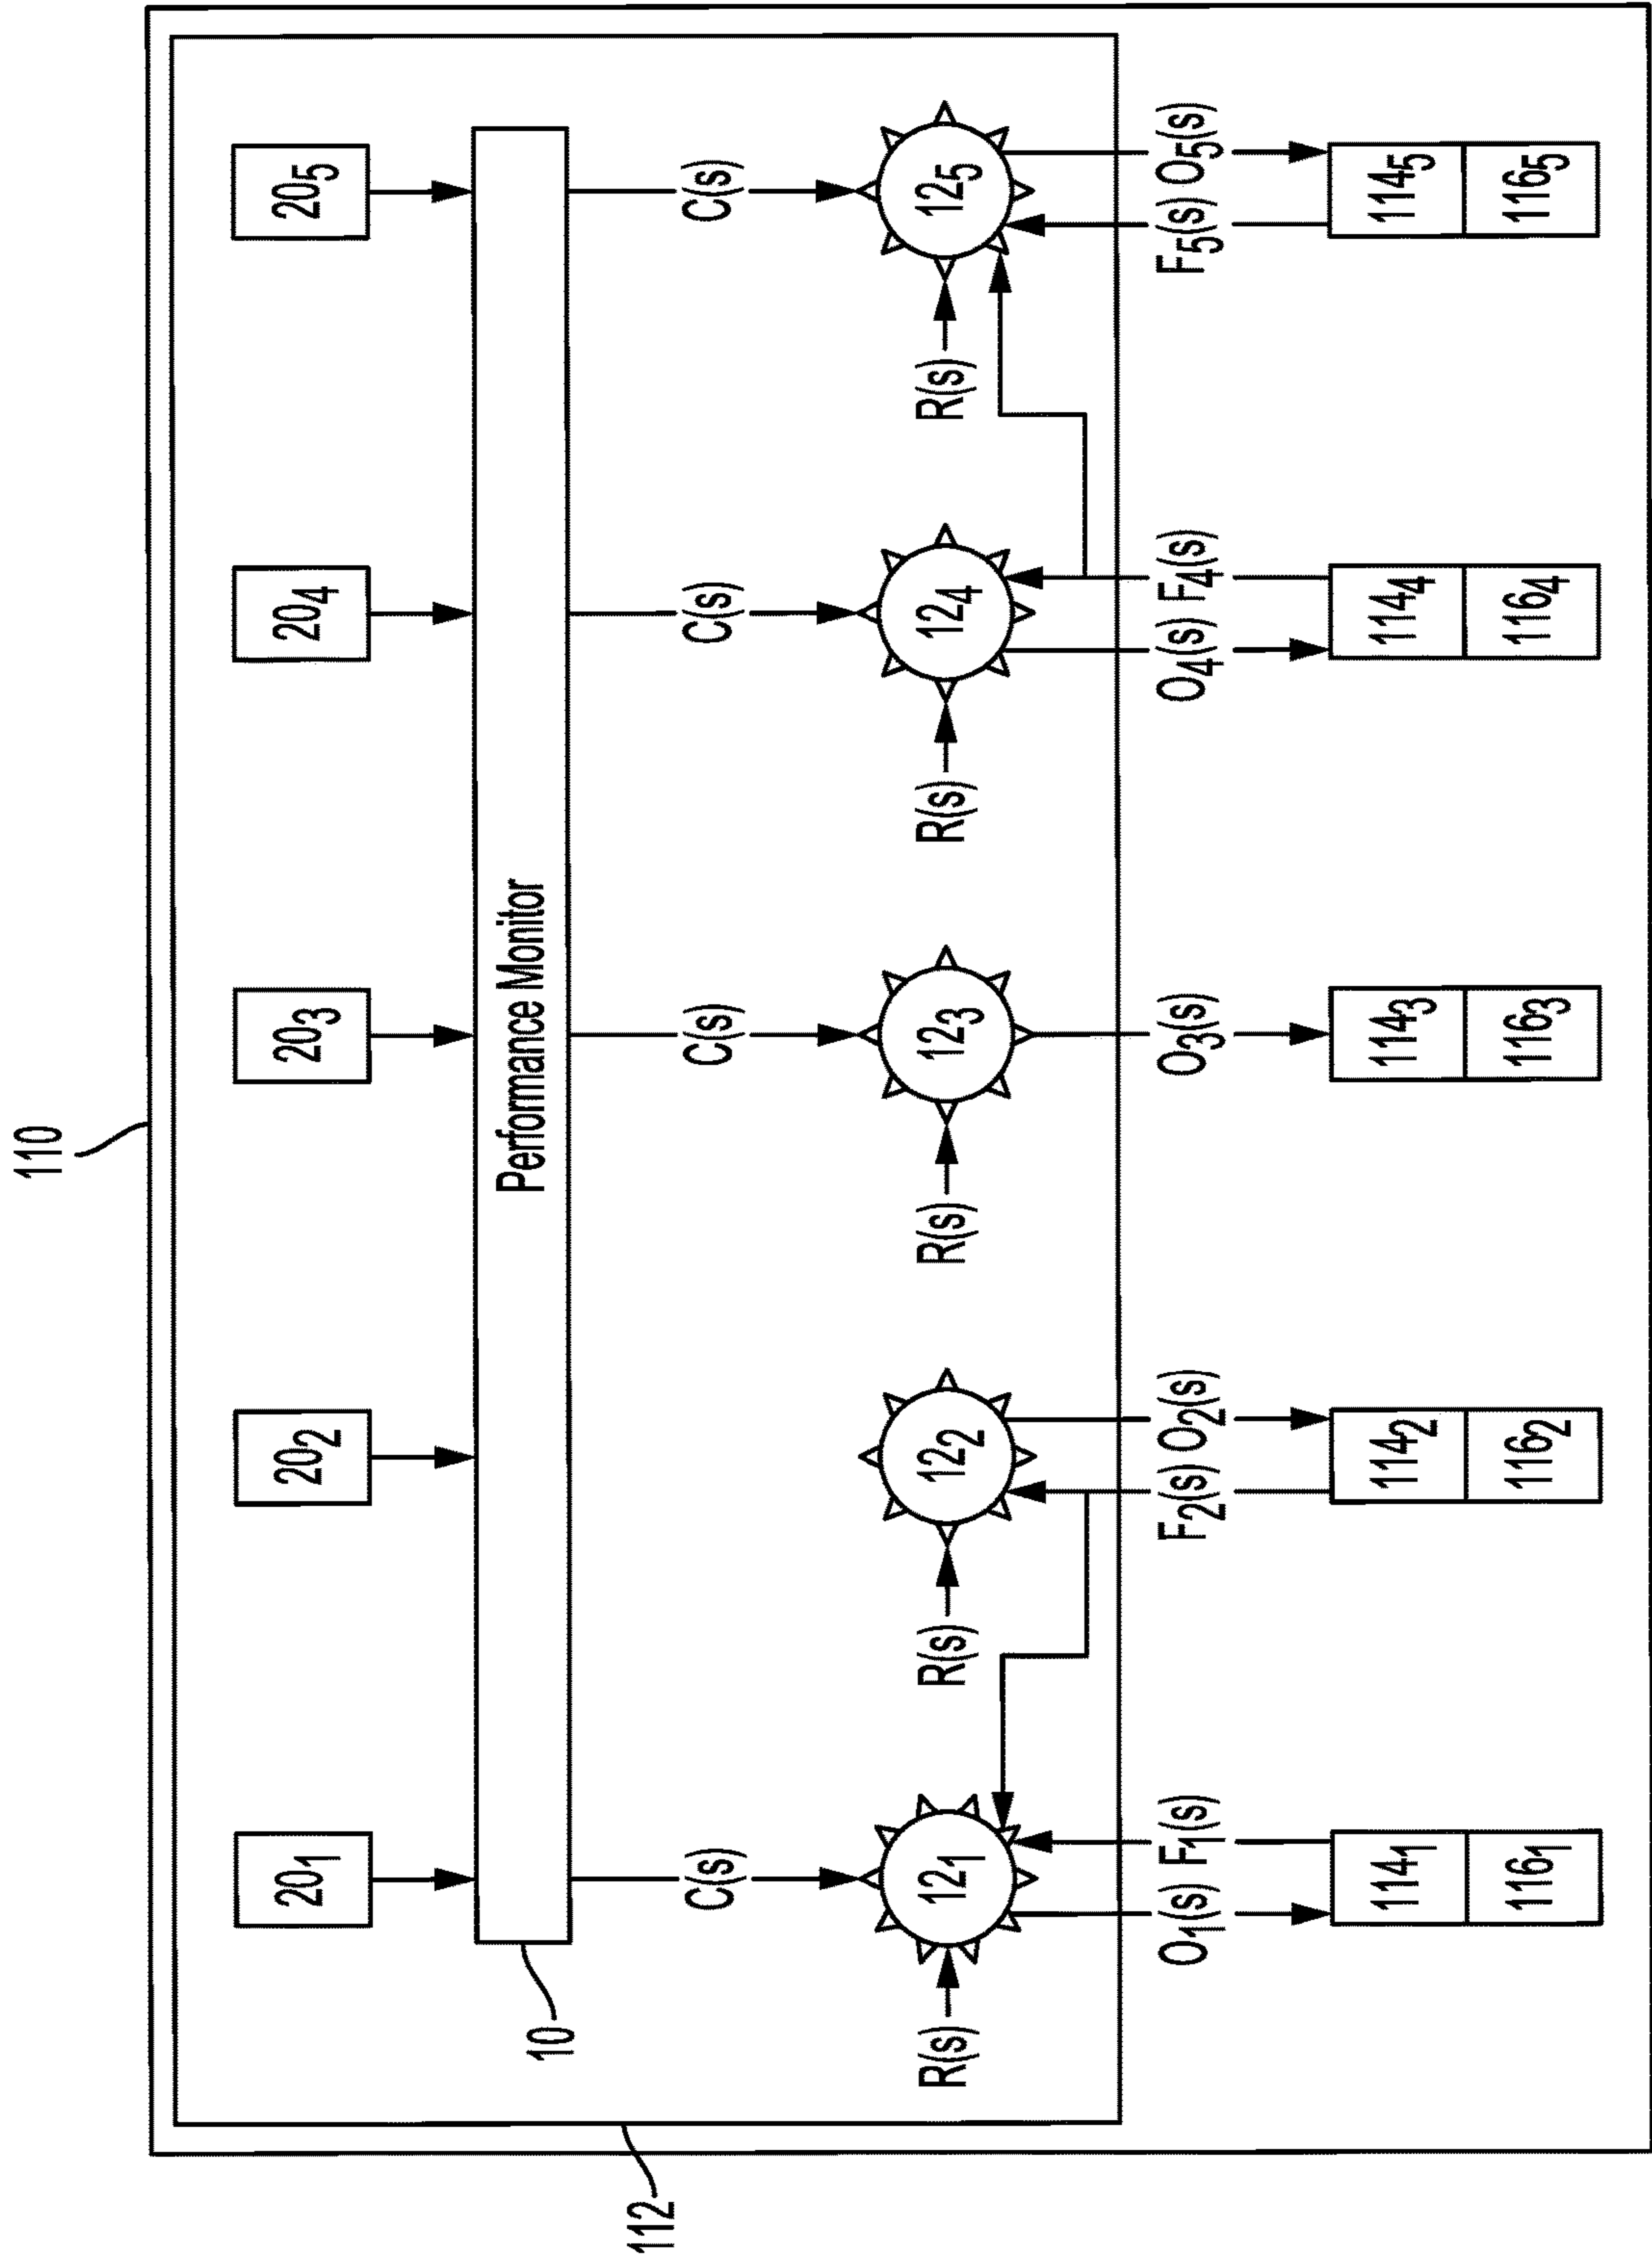 110
112
20₁
20₂
20₃
20₄
20₅
10
Performance Monitor
C(s)
C(s)
C(s)
C(s)
R(s)
12₁
R(s)
12₂
R(s)
12₃
R(s)
12₄
R(s)
12₅
O₁(s) F₁(s)
F₂(s) O₂(s)
O₃(s)
O₄(s) F₄(s)
F₅(s) O₅(s)
114₁
114₂
114₃
114₄
114₅
116₁
116₂
116₃
116₄
116₅